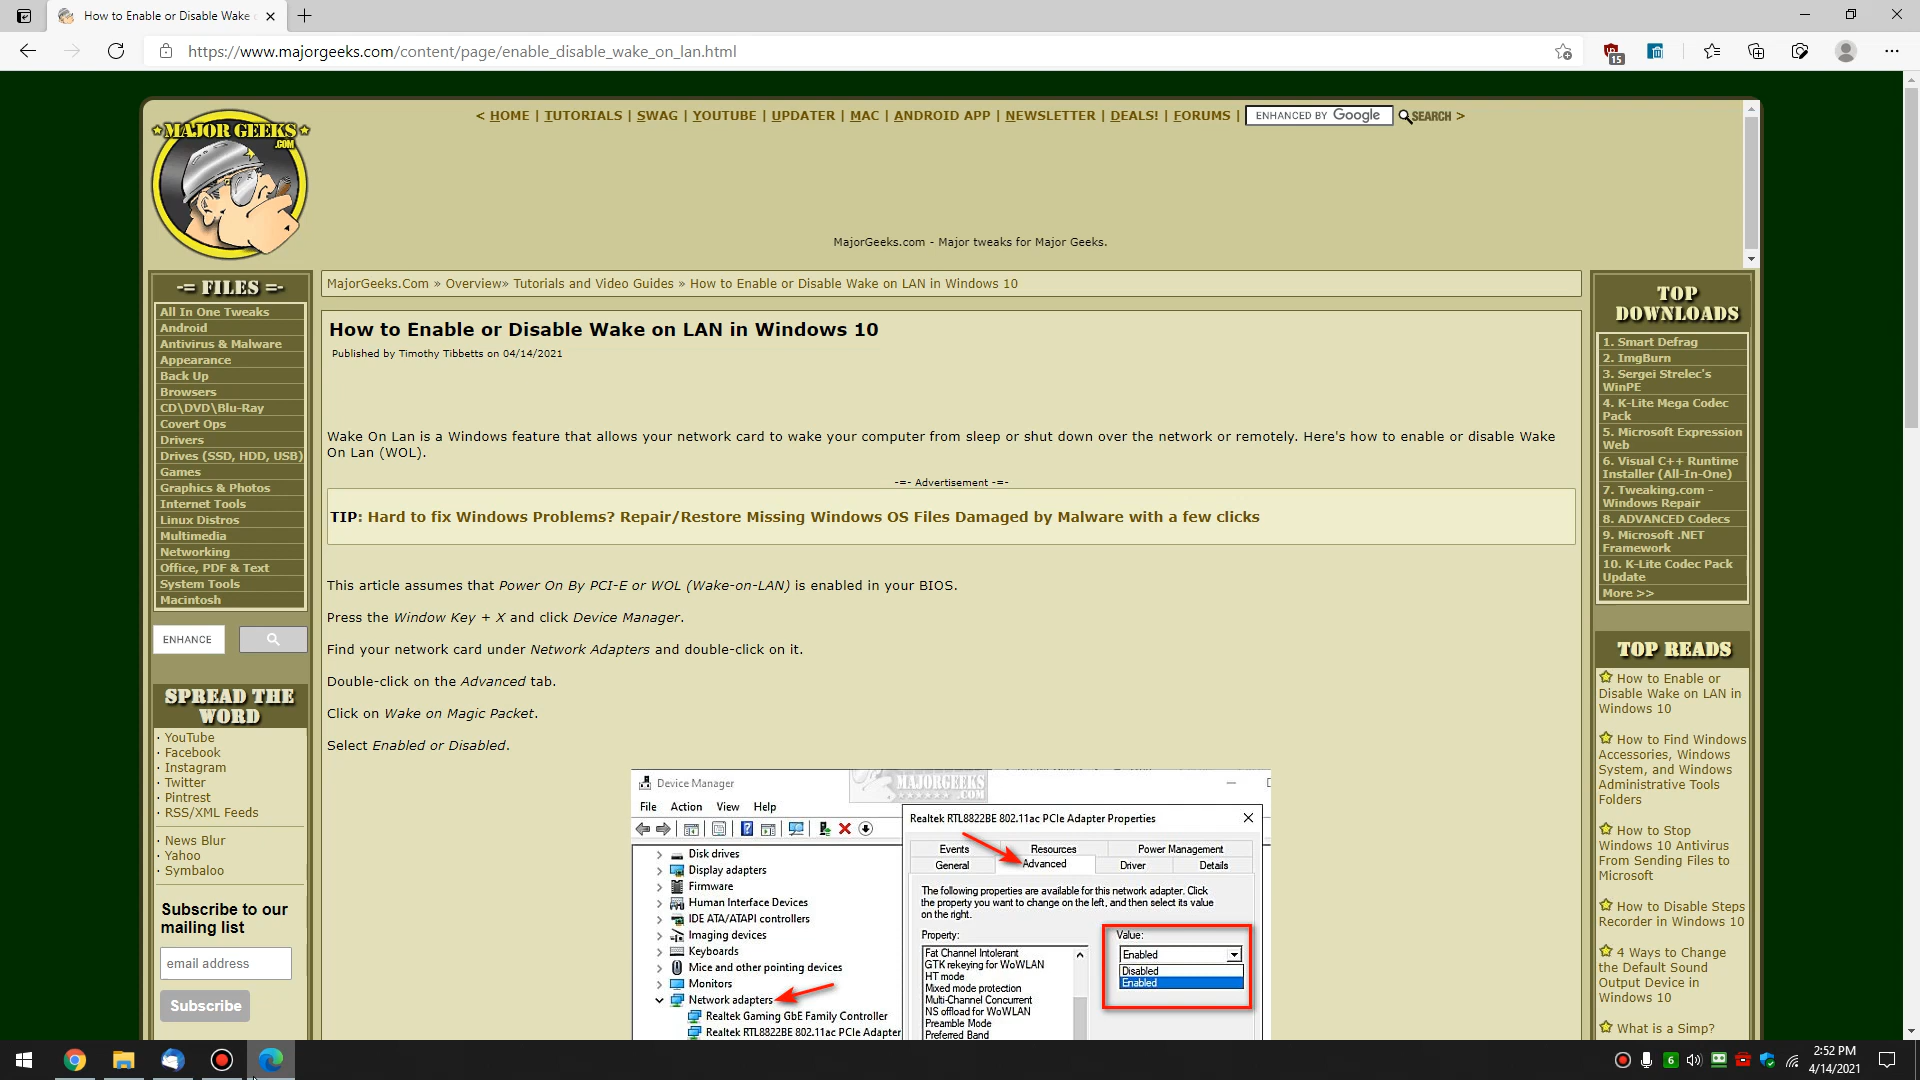 How to Enable or Disable Wake
https://www.majorgeeks.com/content/page/enable_disable_wake_on_lan.html
15
MAJOR GEEKS
.COM
< HOME | TUTORIALS | SWAG | YOUTUBE | UPDATER | MAC | ANDROID APP | NEWSLETTER | DEALS! | FORUMS | ENHANCED BY Google SEARCH >
MajorGeeks.com - Major tweaks for Major Geeks.
-= FILES =-
All In One Tweaks
Android
Antivirus & Malware
Appearance
Back Up
Browsers
CD\DVD\Blu-Ray
Covert Ops
Drivers
Drives (SSD, HDD, USB)
Games
Graphics & Photos
Internet Tools
Linux Distros
Multimedia
Networking
Office, PDF & Text
System Tools
Macintosh
ENHANCE
SPREAD THE
WORD
· YouTube
· Facebook
· Instagram
· Twitter
· Pintrest
· RSS/XML Feeds
· News Blur
· Yahoo
· Symbaloo
Subscribe to our
mailing list
email address
Subscribe
MajorGeeks.Com » Overview» Tutorials and Video Guides » How to Enable or Disable Wake on LAN in Windows 10
How to Enable or Disable Wake on LAN in Windows 10
Published by Timothy Tibbetts on 04/14/2021
Wake On Lan is a Windows feature that allows your network card to wake your computer from sleep or shut down over the network or remotely. Here's how to enable or disable Wake
On Lan (WOL).
-=- Advertisement -=-
TIP: Hard to fix Windows Problems? Repair/Restore Missing Windows OS Files Damaged by Malware with a few clicks
This article assumes that Power On By PCI-E or WOL (Wake-on-LAN) is enabled in your BIOS.
Press the Window Key + X and click Device Manager.
Find your network card under Network Adapters and double-click on it.
Double-click on the Advanced tab.
Click on Wake on Magic Packet.
Select Enabled or Disabled.
Device Manager
MAJORGEEKS
.COM
File Action View Help
Disk drives
Display adapters
Firmware
Human Interface Devices
IDE ATA/ATAPI controllers
Imaging devices
Keyboards
Mice and other pointing devices
Monitors
Network adapters
Realtek Gaming GbE Family Controller
Realtek RTL8822BE 802.11ac PCIe Adapter
Realtek RTL8822BE 802.11ac PCIe Adapter Properties
Events Resources Power Management
General Advanced Driver Details
The following properties are available for this network adapter. Click
the property you want to change on the left, and then select its value
on the right.
Property:
Fat Channel Intolerant
GTK rekeying for WoWLAN
HT mode
Mixed mode protection
Multi-Channel Concurrent
NS offload for WoWLAN
Preamble Mode
Preferred Band
Value:
Enabled
Disabled
Enabled
TOP
DOWNLOADS
1. Smart Defrag
2. ImgBurn
3. Sergei Strelec's
WinPE
4. K-Lite Mega Codec
Pack
5. Microsoft Expression
Web
6. Visual C++ Runtime
Installer (All-In-One)
7. Tweaking.com -
Windows Repair
8. ADVANCED Codecs
9. Microsoft .NET
Framework
10. K-Lite Codec Pack
Update
More >>
TOP READS
How to Enable or
Disable Wake on LAN in
Windows 10
How to Find Windows
Accessories, Windows
System, and Windows
Administrative Tools
Folders
How to Stop
Windows 10 Antivirus
From Sending Files to
Microsoft
How to Disable Steps
Recorder in Windows 10
4 Ways to Change
the Default Sound
Output Device in
Windows 10
What is a Simp?
6
2:52 PM
4/14/2021